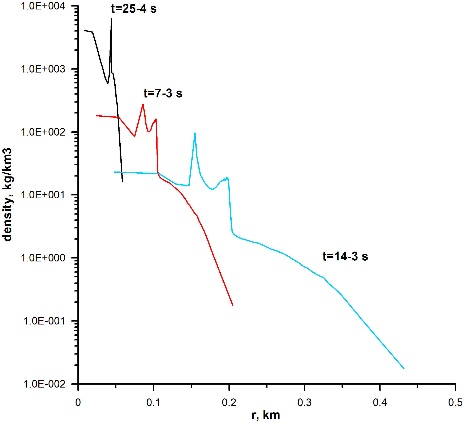 1.0E+004
t=25-4 s
1.0E+003
t=7-3 s
1.0E+002
density, kg/km3
1.0E+001
1.0E+000
t=14-3 s
1.0E-001
1.0E-002
0 0.1 0.2 0.3 0.4 0.5
r, km